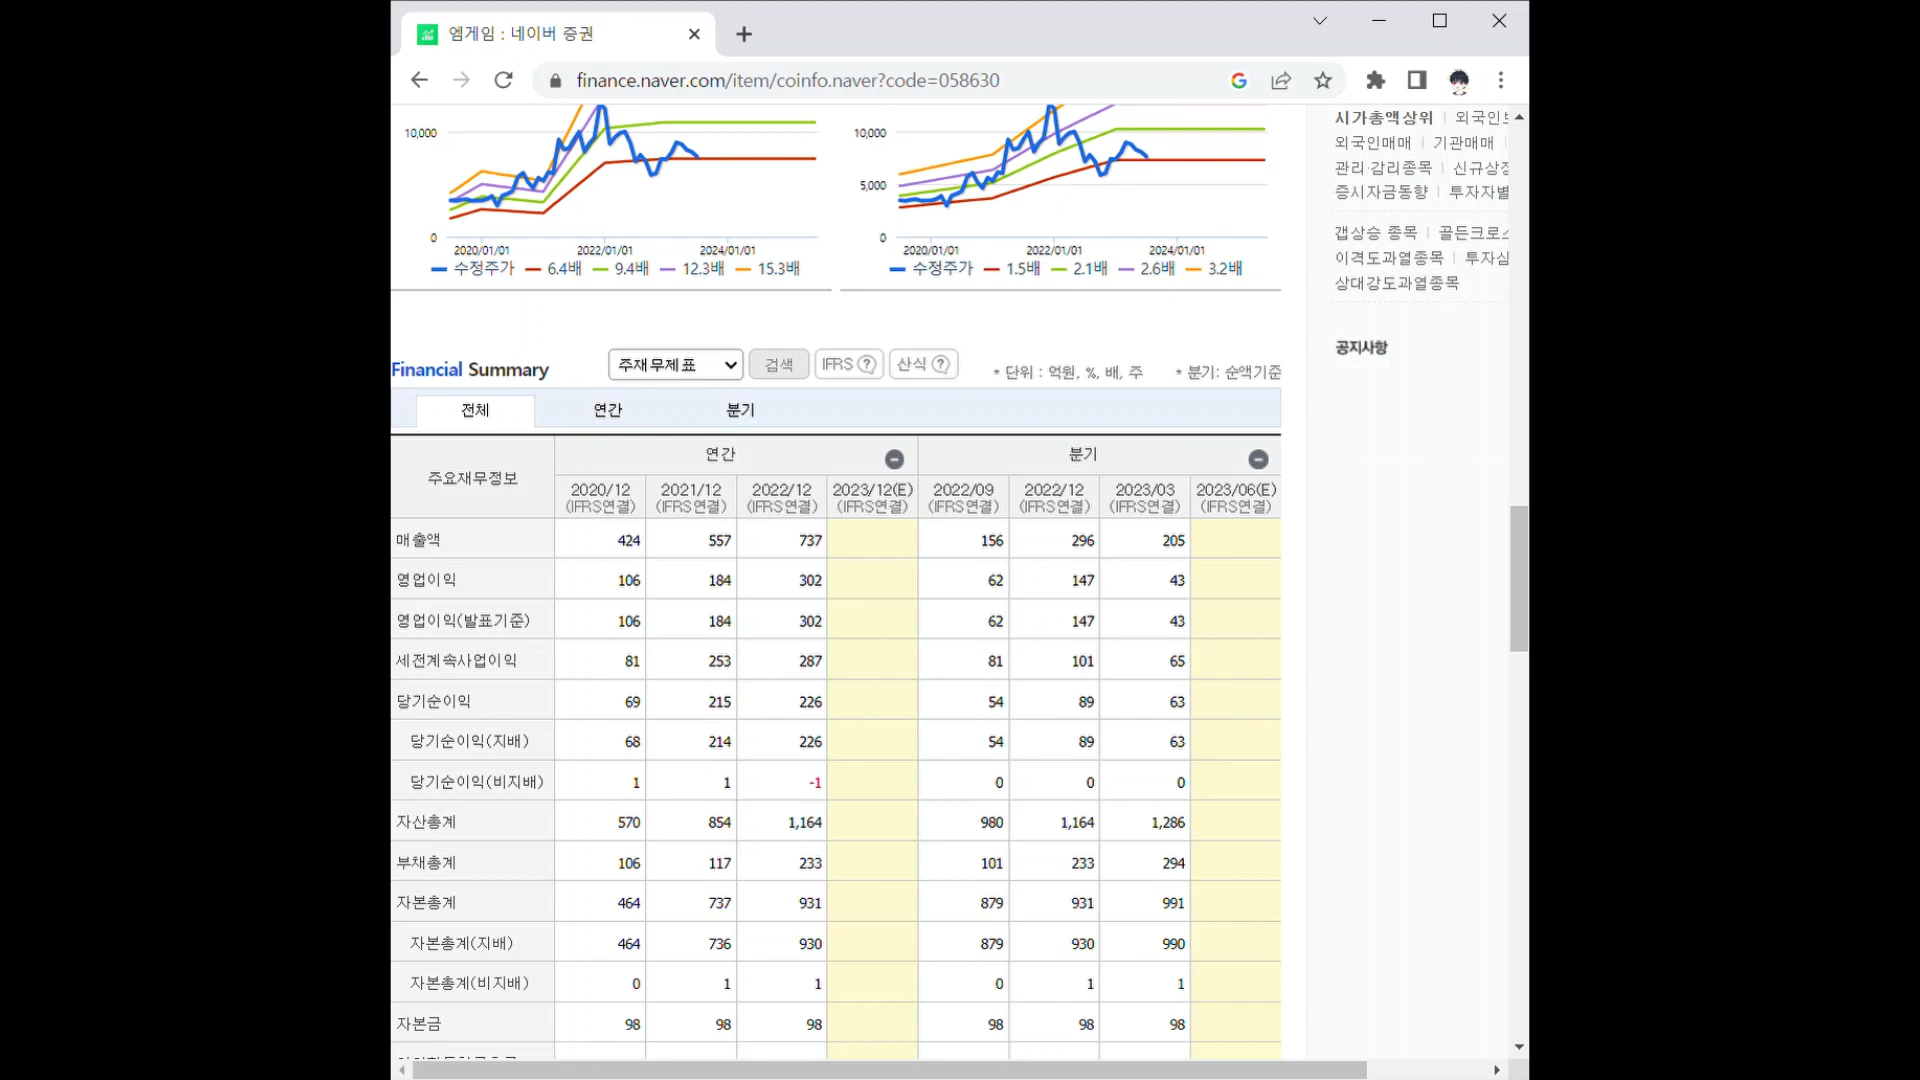 엠게임 : 네이버 증권
finance.naver.com/item/coinfo.naver?code=058630
10,000
0
2020/01/01 2022/01/01 2024/01/01
수정주가 6.4배 9.4배 12.3배 15.3배
10,000
5,000
0
2020/01/01 2022/01/01 2024/01/01
수정주가 1.5배 2.1배 2.6배 3.2배
시가총액상위 외국인
외국인매매 기관매매
관리·감리종목 신규상장
증시자금동향 투자자별
갭상승 종목 골든크로스
이격도과열종목 투자심
상대강도과열종목
공지사항
Financial Summary 주재무제표 검색 IFRS ? 산식 ? * 단위 : 억원, %, 배, 주 * 분기: 순액기준
전체 연간 분기
주요재무정보 연간 분기
2020/12 2021/12 2022/12 2023/12(E) 2022/09 2022/12 2023/03 2023/06(E)
(IFRS연결) (IFRS연결) (IFRS연결) (IFRS연결) (IFRS연결) (IFRS연결) (IFRS연결) (IFRS연결)
매출액 424 557 737 156 296 205
영업이익 106 184 302 62 147 43
영업이익(발표기준) 106 184 302 62 147 43
세전계속사업이익 81 253 287 81 101 65
당기순이익 69 215 226 54 89 63
당기순이익(지배) 68 214 226 54 89 63
당기순이익(비지배) 1 1 -1 0 0 0
자산총계 570 854 1,164 980 1,164 1,286
부채총계 106 117 233 101 233 294
자본총계 464 737 931 879 931 991
자본총계(지배) 464 736 930 879 930 990
자본총계(비지배) 0 1 1 0 1 1
자본금 98 98 98 98 98 98